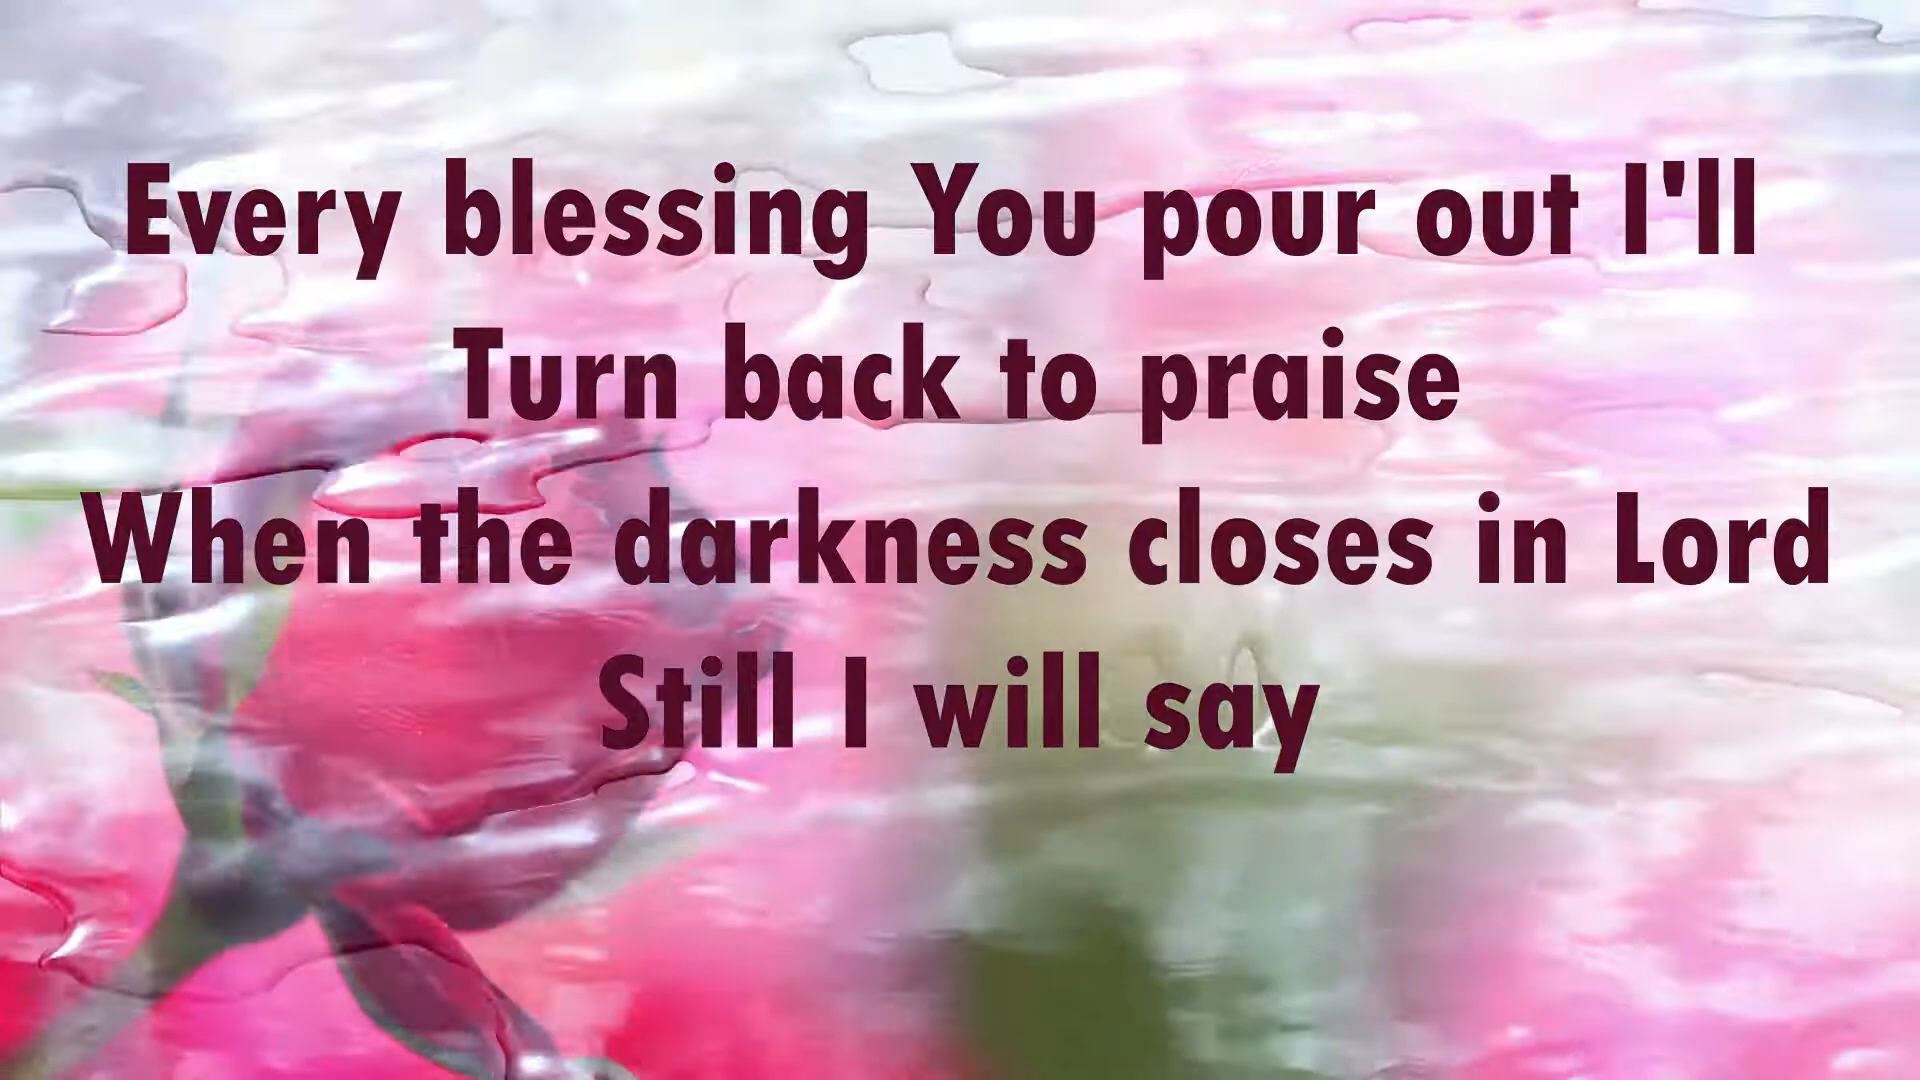 Every blessing You pour out I'll
Turn back to praise
When the darkness closes in Lord
Still I will say